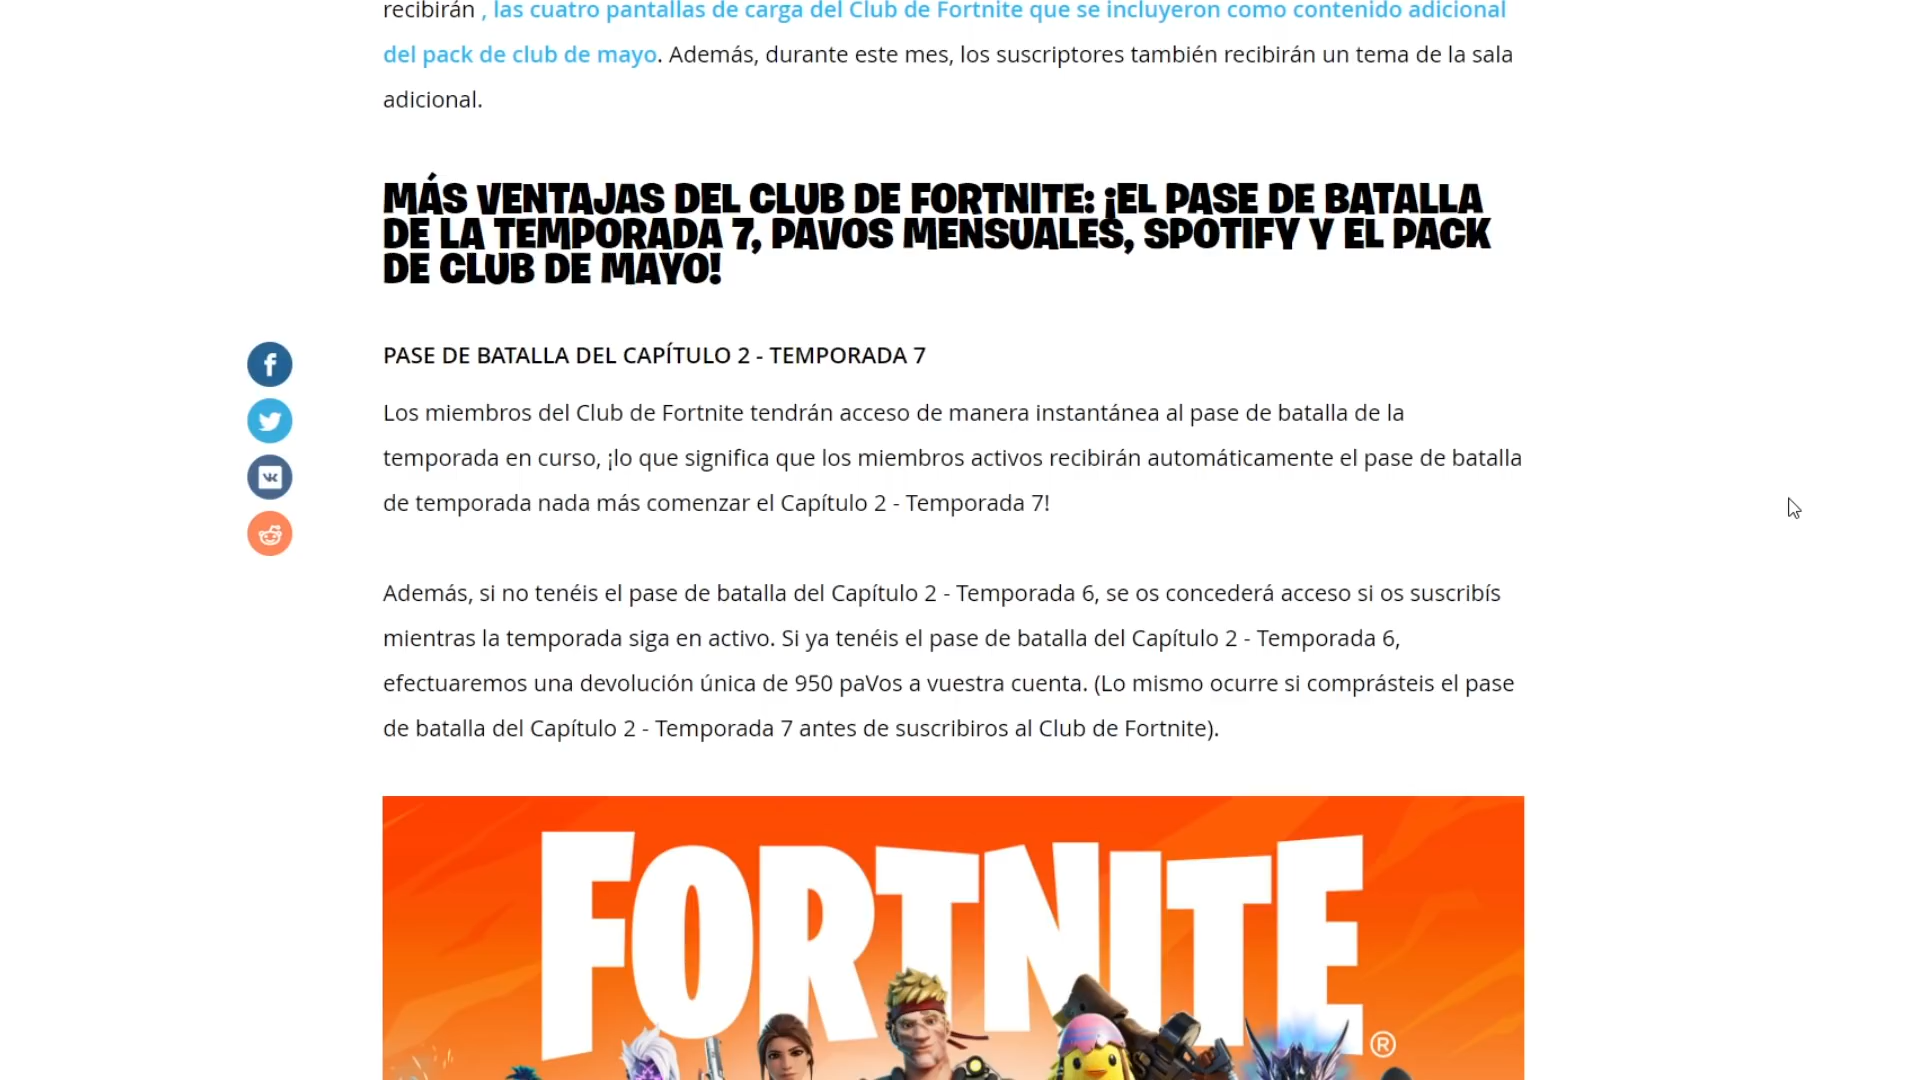 recibirán , las cuatro pantallas de carga del Club de Fortnite que se incluyeron como contenido adicional
del pack de club de mayo. Además, durante este mes, los suscriptores también recibirán un tema de la sala
adicional.
MÁS VENTAJAS DEL CLUB DE FORTNITE: ¡EL PASE DE BATALLA
DE LA TEMPORADA 7, PAVOS MENSUALES, SPOTIFY Y EL PACK
DE CLUB DE MAYO!
PASE DE BATALLA DEL CAPÍTULO 2 - TEMPORADA 7
Los miembros del Club de Fortnite tendrán acceso de manera instantánea al pase de batalla de la
temporada en curso, ¡lo que significa que los miembros activos recibirán automáticamente el pase de batalla
de temporada nada más comenzar el Capítulo 2 - Temporada 7!
Además, si no tenéis el pase de batalla del Capítulo 2 - Temporada 6, se os concederá acceso si os suscribís
mientras la temporada siga en activo. Si ya tenéis el pase de batalla del Capítulo 2 - Temporada 6,
efectuaremos una devolución única de 950 paVos a vuestra cuenta. (Lo mismo ocurre si comprásteis el pase
de batalla del Capítulo 2 - Temporada 7 antes de suscribiros al Club de Fortnite).
FORTNITE®